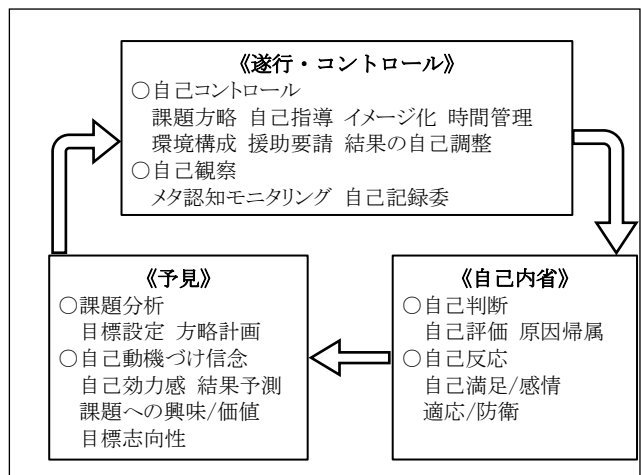 《遂行・コントロール》
○自己コントロール
課題方略 自己指導 イメージ化 時間管理
環境構成 援助要請 結果の自己調整
○自己観察
メタ認知モニタリング 自己記録委
《予見》
○課題分析
目標設定 方略計画
○自己動機づけ信念
自己効力感 結果予測
課題への興味/価値
目標志向性
《自己内省》
○自己判断
自己評価 原因帰属
○自己反応
自己満足/感情
適応/防衛